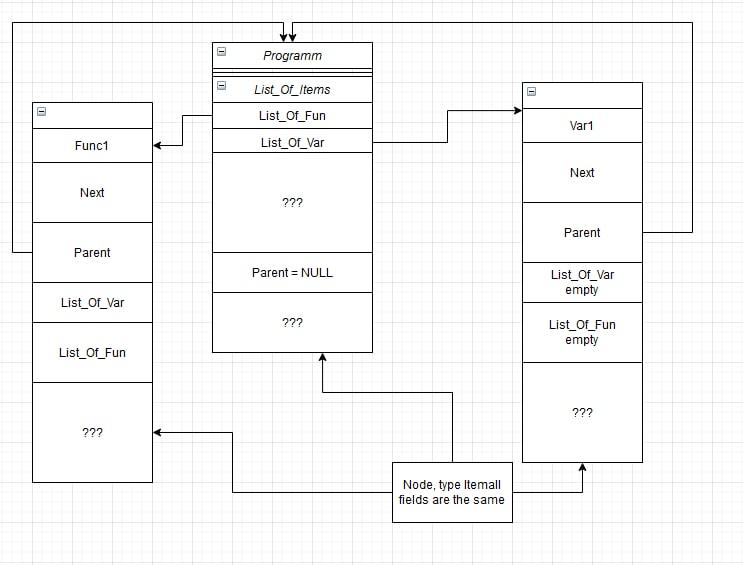 Programm
List_Of_Items
List_Of_Fun
List_Of_Var
???
Parent = NULL
???
Func1
Next
Parent
List_Of_Var
List_Of_Fun
???
Var1
Next
Parent
List_Of_Var
empty
List_Of_Fun
empty
???
Node, type Itemall
fields are the same